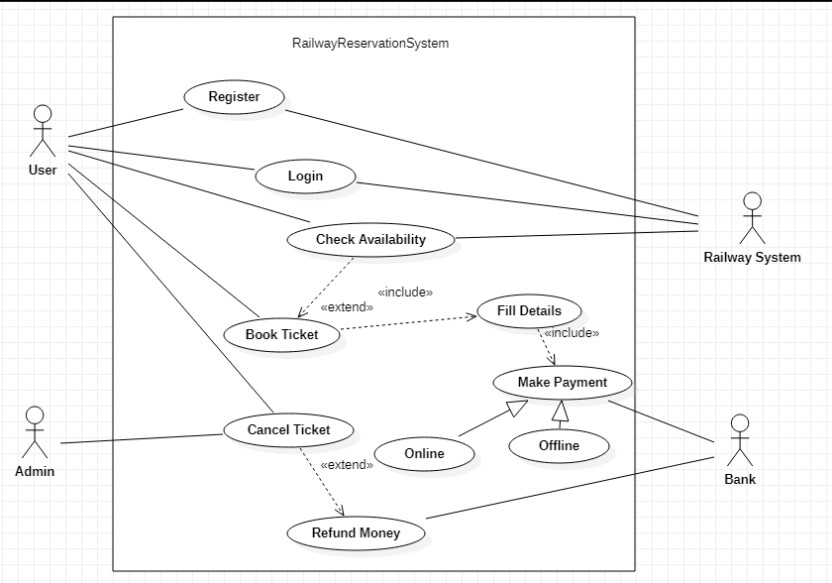 RailwayReservationSystem
Register
User
Login
Check Availability
Railway System
«include»
«extend»
Fill Details
Book Ticket
«include»
Make Payment
Cancel Ticket
Online
Offline
Admin
«extend»
Bank
Refund Money